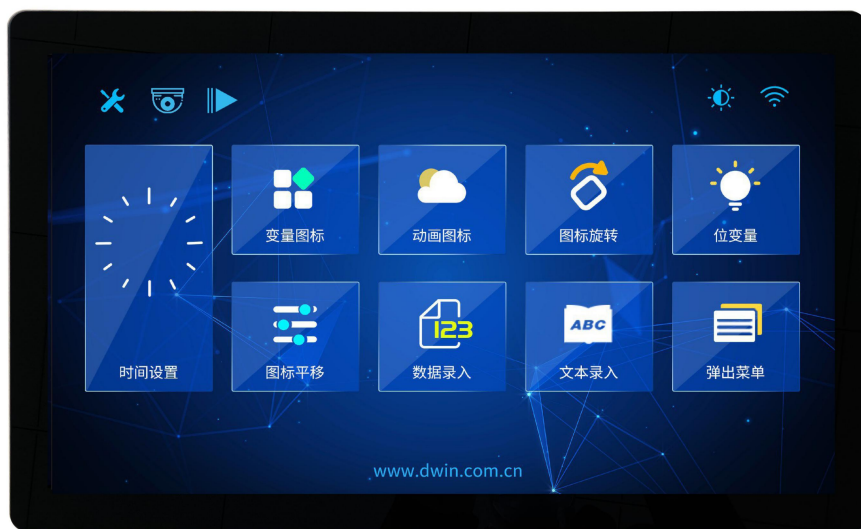 变量图标
动画图标
图标旋转
位变量
时间设置
图标平移
123
数据录入
ABC
文本录入
弹出菜单
www.dwin.com.cn